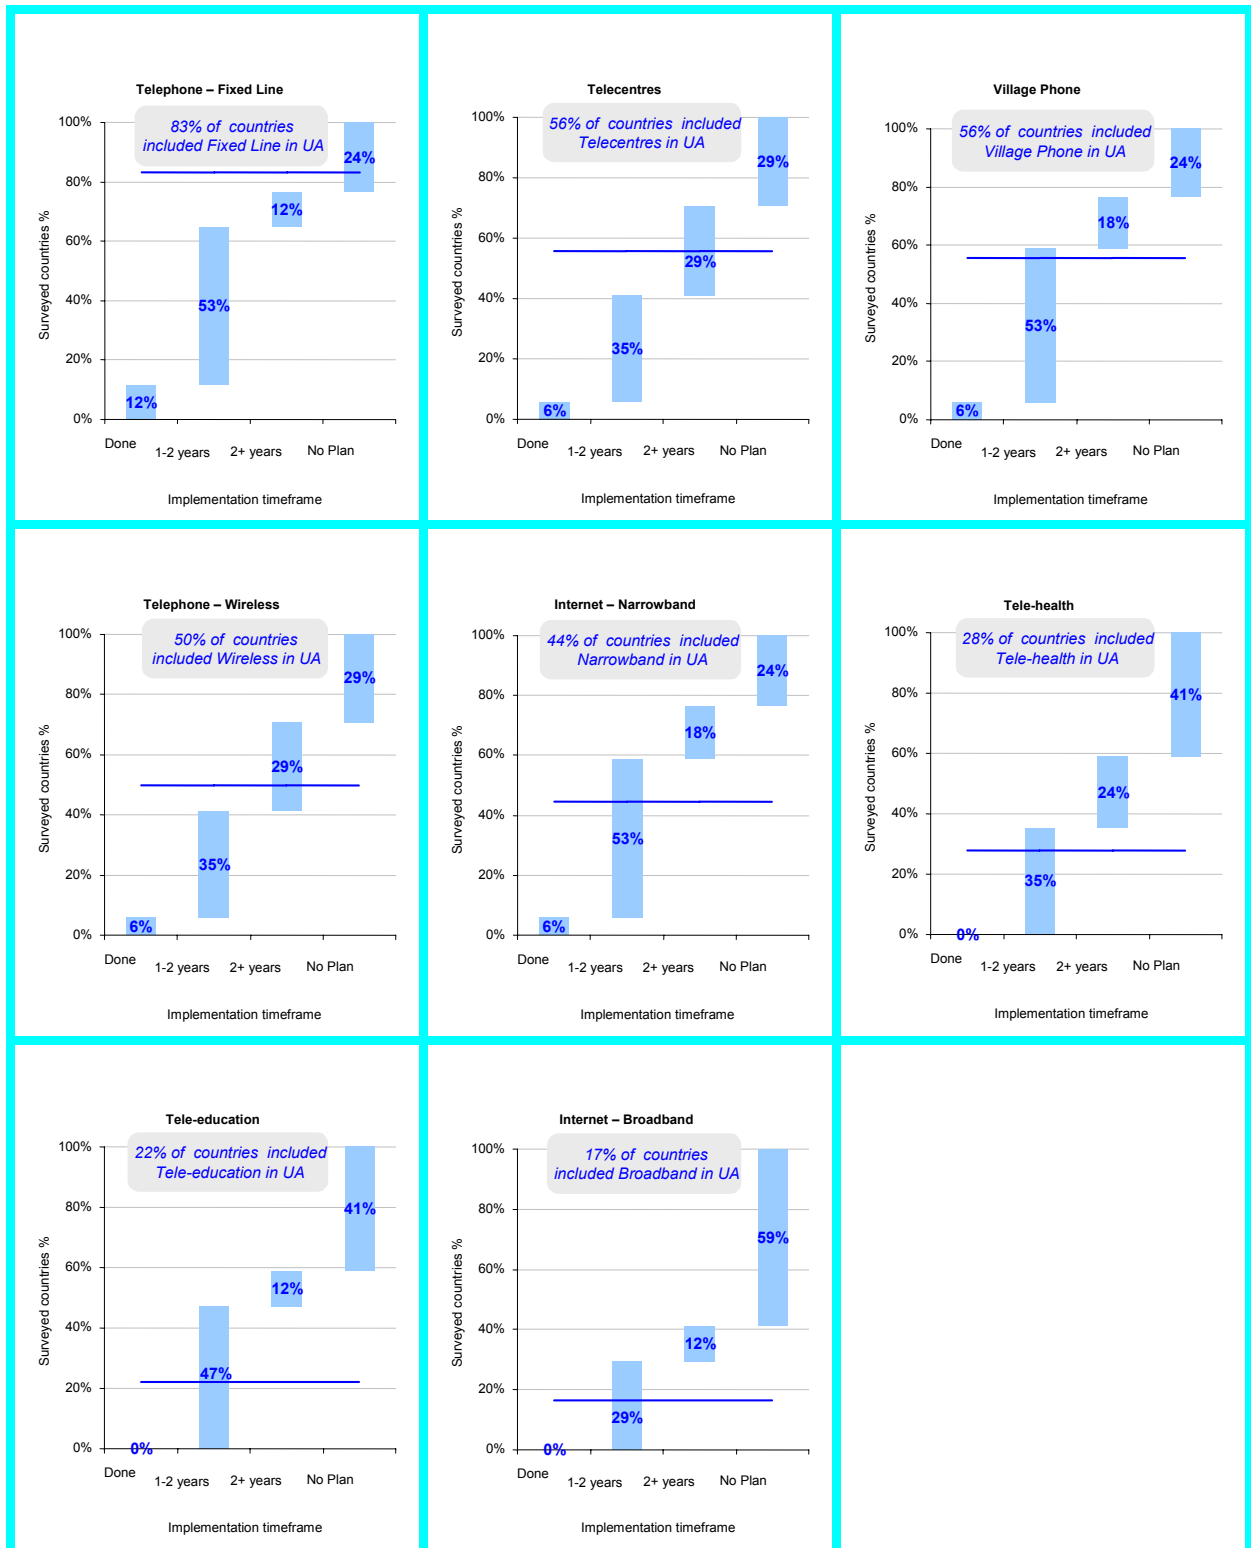 Telephone – Fixed Line
83% of countries
included Fixed Line in UA
100%
80%
60%
40%
20%
0%
Surveyed countries %
12%
53%
12%
24%
Done
1-2 years
2+ years
No Plan
Implementation timeframe
Telecentres
56% of countries included
Telecentres in UA
100%
80%
60%
40%
20%
0%
Surveyed countries %
6%
35%
29%
29%
Done
1-2 years
2+ years
No Plan
Implementation timeframe
Village Phone
56% of countries included
Village Phone in UA
100%
80%
60%
40%
20%
0%
Surveyed countries %
6%
53%
18%
24%
Done
1-2 years
2+ years
No Plan
Implementation timeframe
Telephone – Wireless
50% of countries
included Wireless in UA
100%
80%
60%
40%
20%
0%
Surveyed countries %
6%
35%
29%
29%
Done
1-2 years
2+ years
No Plan
Implementation timeframe
Internet – Narrowband
44% of countries included
Narrowband in UA
100%
80%
60%
40%
20%
0%
Surveyed countries %
6%
53%
18%
24%
Done
1-2 years
2+ years
No Plan
Implementation timeframe
Tele-health
28% of countries included
Tele-health in UA
100%
80%
60%
40%
20%
0%
Surveyed countries %
0%
35%
24%
41%
Done
1-2 years
2+ years
No Plan
Implementation timeframe
Tele-education
22% of countries included
Tele-education in UA
100%
80%
60%
40%
20%
0%
Surveyed countries %
0%
47%
12%
41%
Done
1-2 years
2+ years
No Plan
Implementation timeframe
Internet – Broadband
17% of countries
included Broadband in UA
100%
80%
60%
40%
20%
0%
Surveyed countries %
0%
29%
12%
59%
Done
1-2 years
2+ years
No Plan
Implementation timeframe